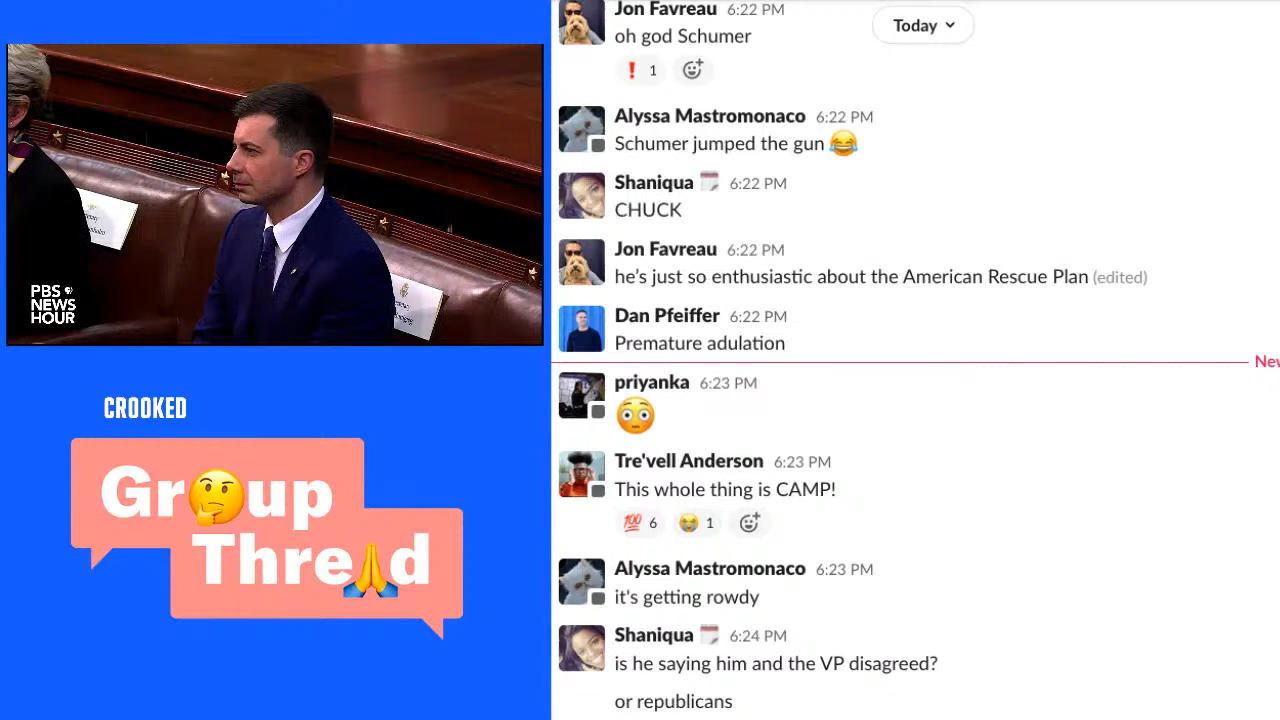 PBS
NEWS
HOUR
CROOKED
Gr🤔up
Thre🙏d
Today
Jon Favreau 6:22 PM
oh god Schumer
❗ 1
Alyssa Mastromonaco 6:22 PM
Schumer jumped the gun 😂
Shaniqua 🗒️ 6:22 PM
CHUCK
Jon Favreau 6:22 PM
he's just so enthusiastic about the American Rescue Plan (edited)
Dan Pfeiffer 6:22 PM
Premature adulation
priyanka 6:23 PM
😳
Tre'vell Anderson 6:23 PM
This whole thing is CAMP!
💯 6 😭 1
Alyssa Mastromonaco 6:23 PM
it's getting rowdy
Shaniqua 🗒️ 6:24 PM
is he saying him and the VP disagreed?
or republicans